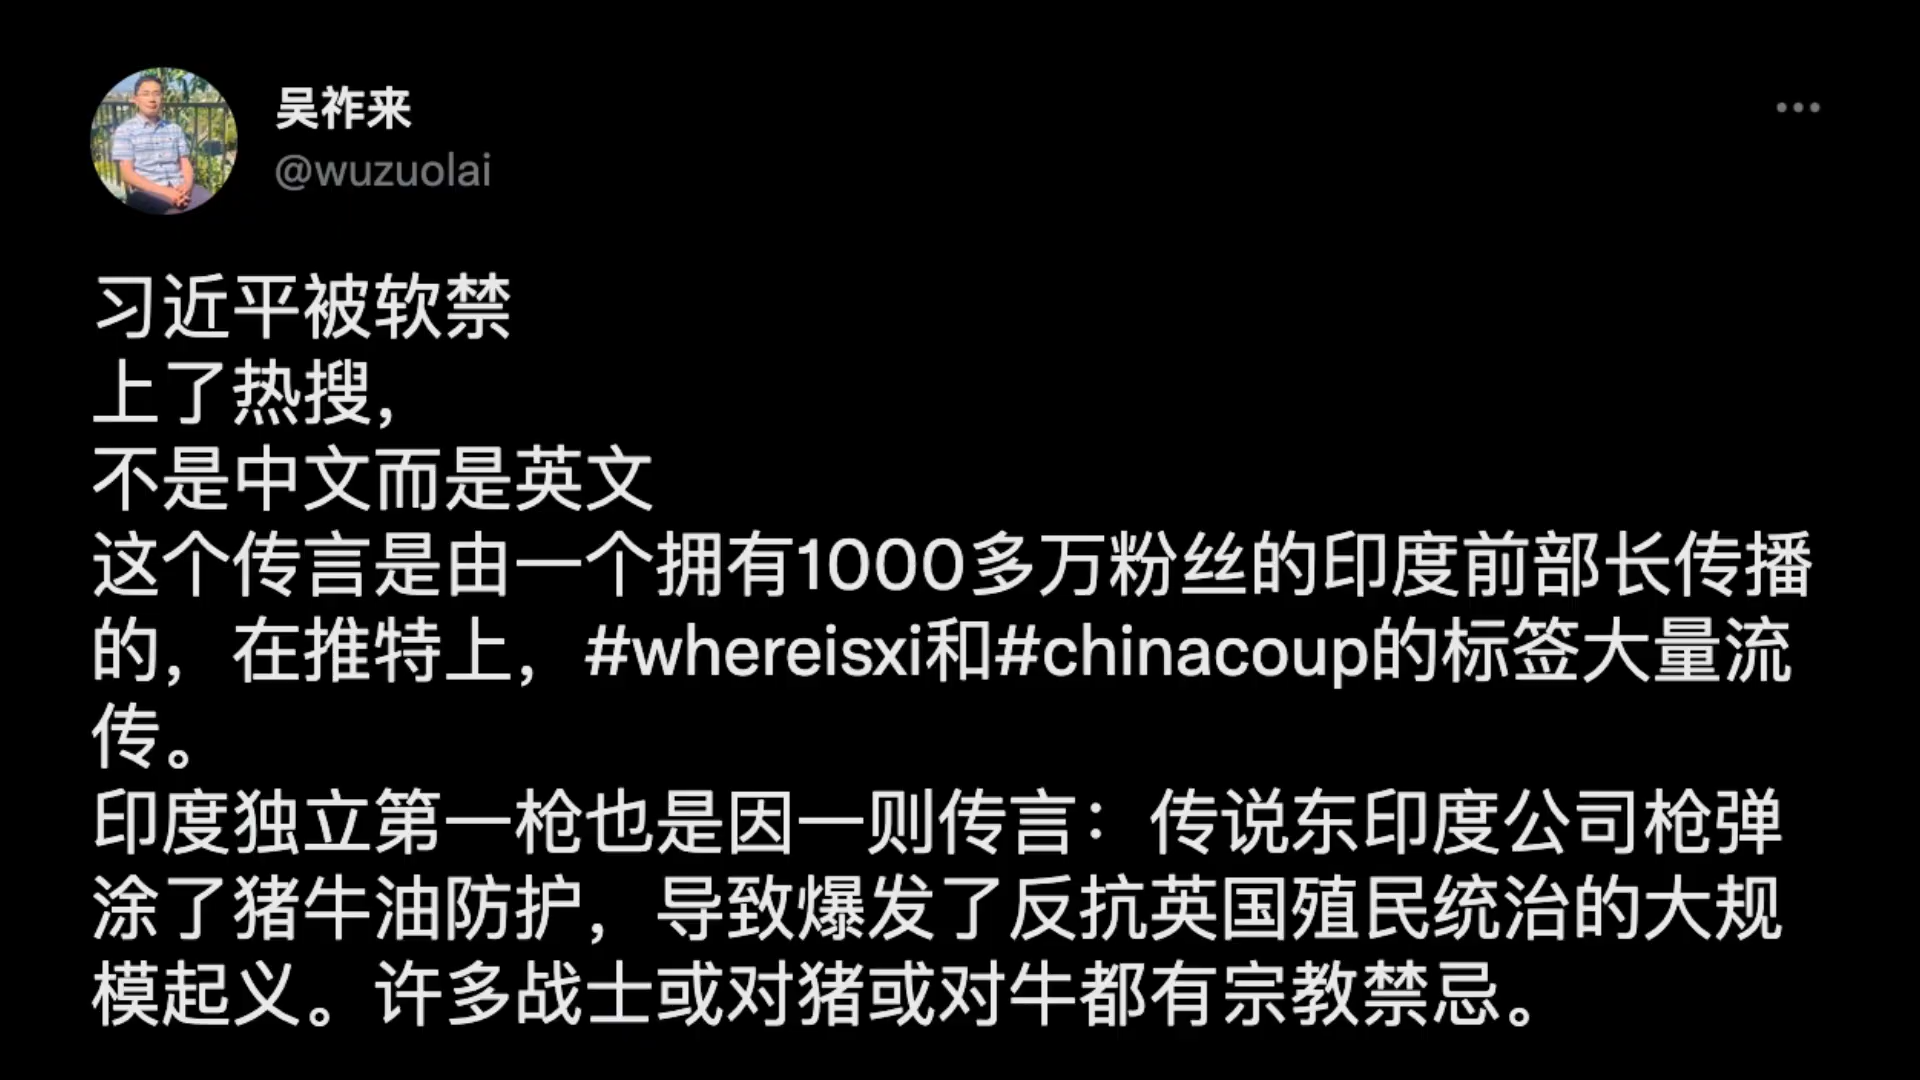 吴祚来
@wuzuolai
习近平被软禁
上了热搜，
不是中文而是英文
这个传言是由一个拥有1000多万粉丝的印度前部长传播
的，在推特上，#whereisxi和#chinacoup的标签大量流
传。
印度独立第一枪也是因一则传言：传说东印度公司枪弹
涂了猪牛油防护，导致爆发了反抗英国殖民统治的大规
模起义。许多战士或对猪或对牛都有宗教禁忌。